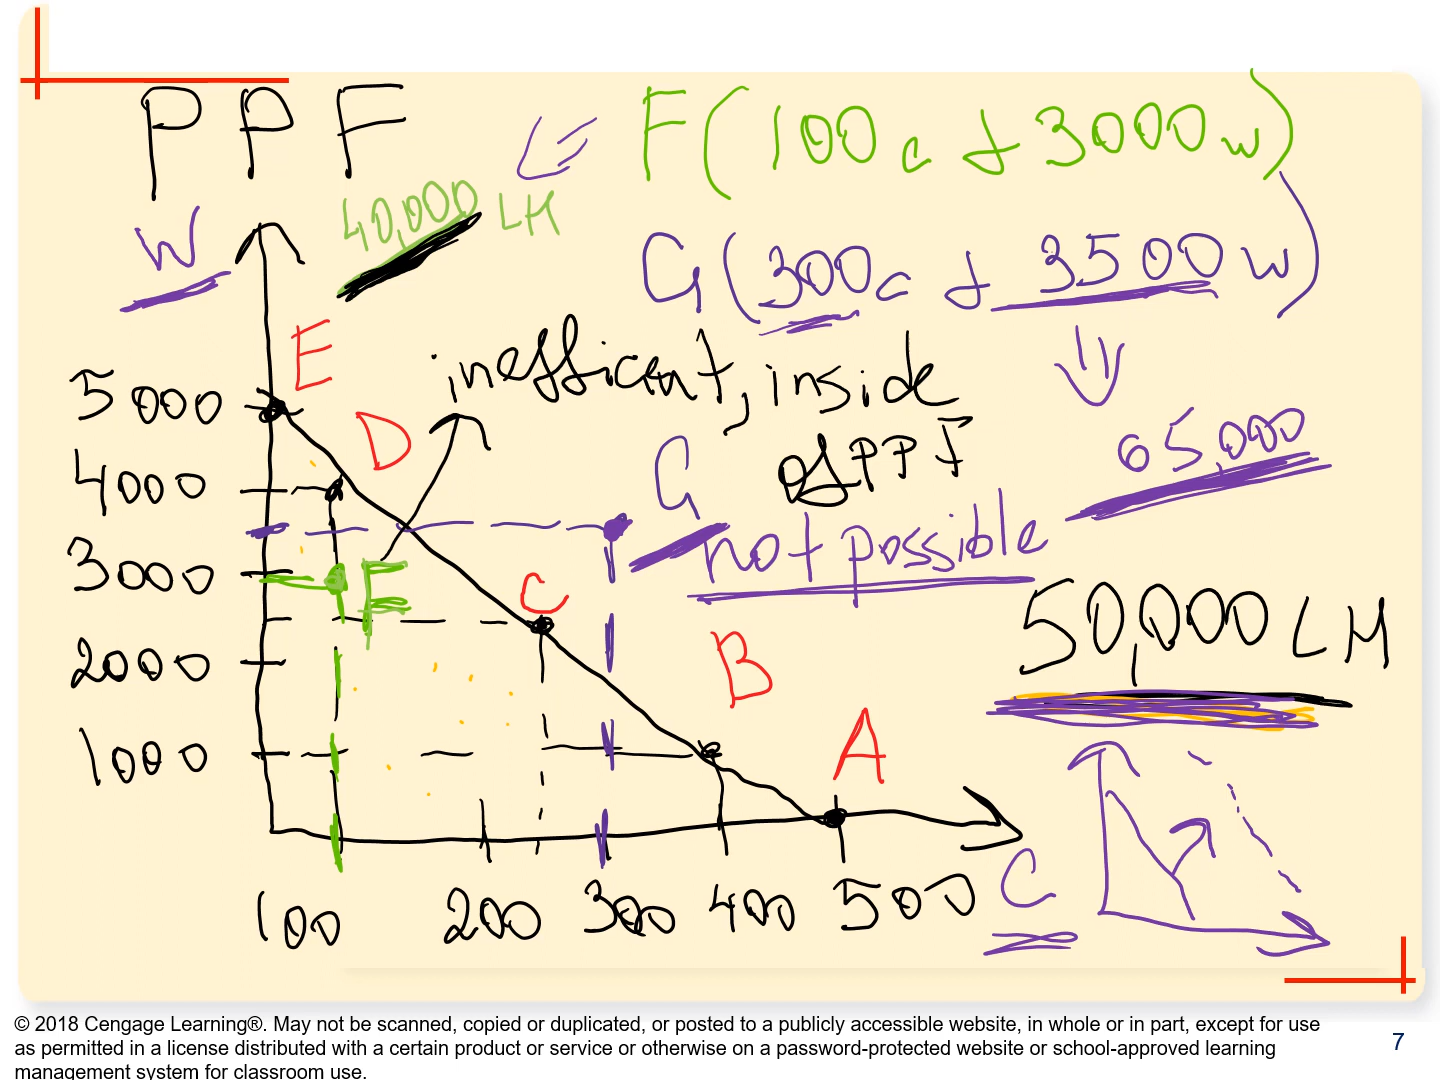 PPF
F(100c & 3000w)
W
40,000 LH
G(300c & 3500w)
E
inefficient, inside
of PPF
5000
D
65,000
4000
G
not possible
3000
F
C
50,000 LH
2000
B
1000
A
C
100 200 300 400 500
© 2018 Cengage Learning®. May not be scanned, copied or duplicated, or posted to a publicly accessible website, in whole or in part, except for use
as permitted in a license distributed with a certain product or service or otherwise on a password-protected website or school-approved learning
management system for classroom use.
7